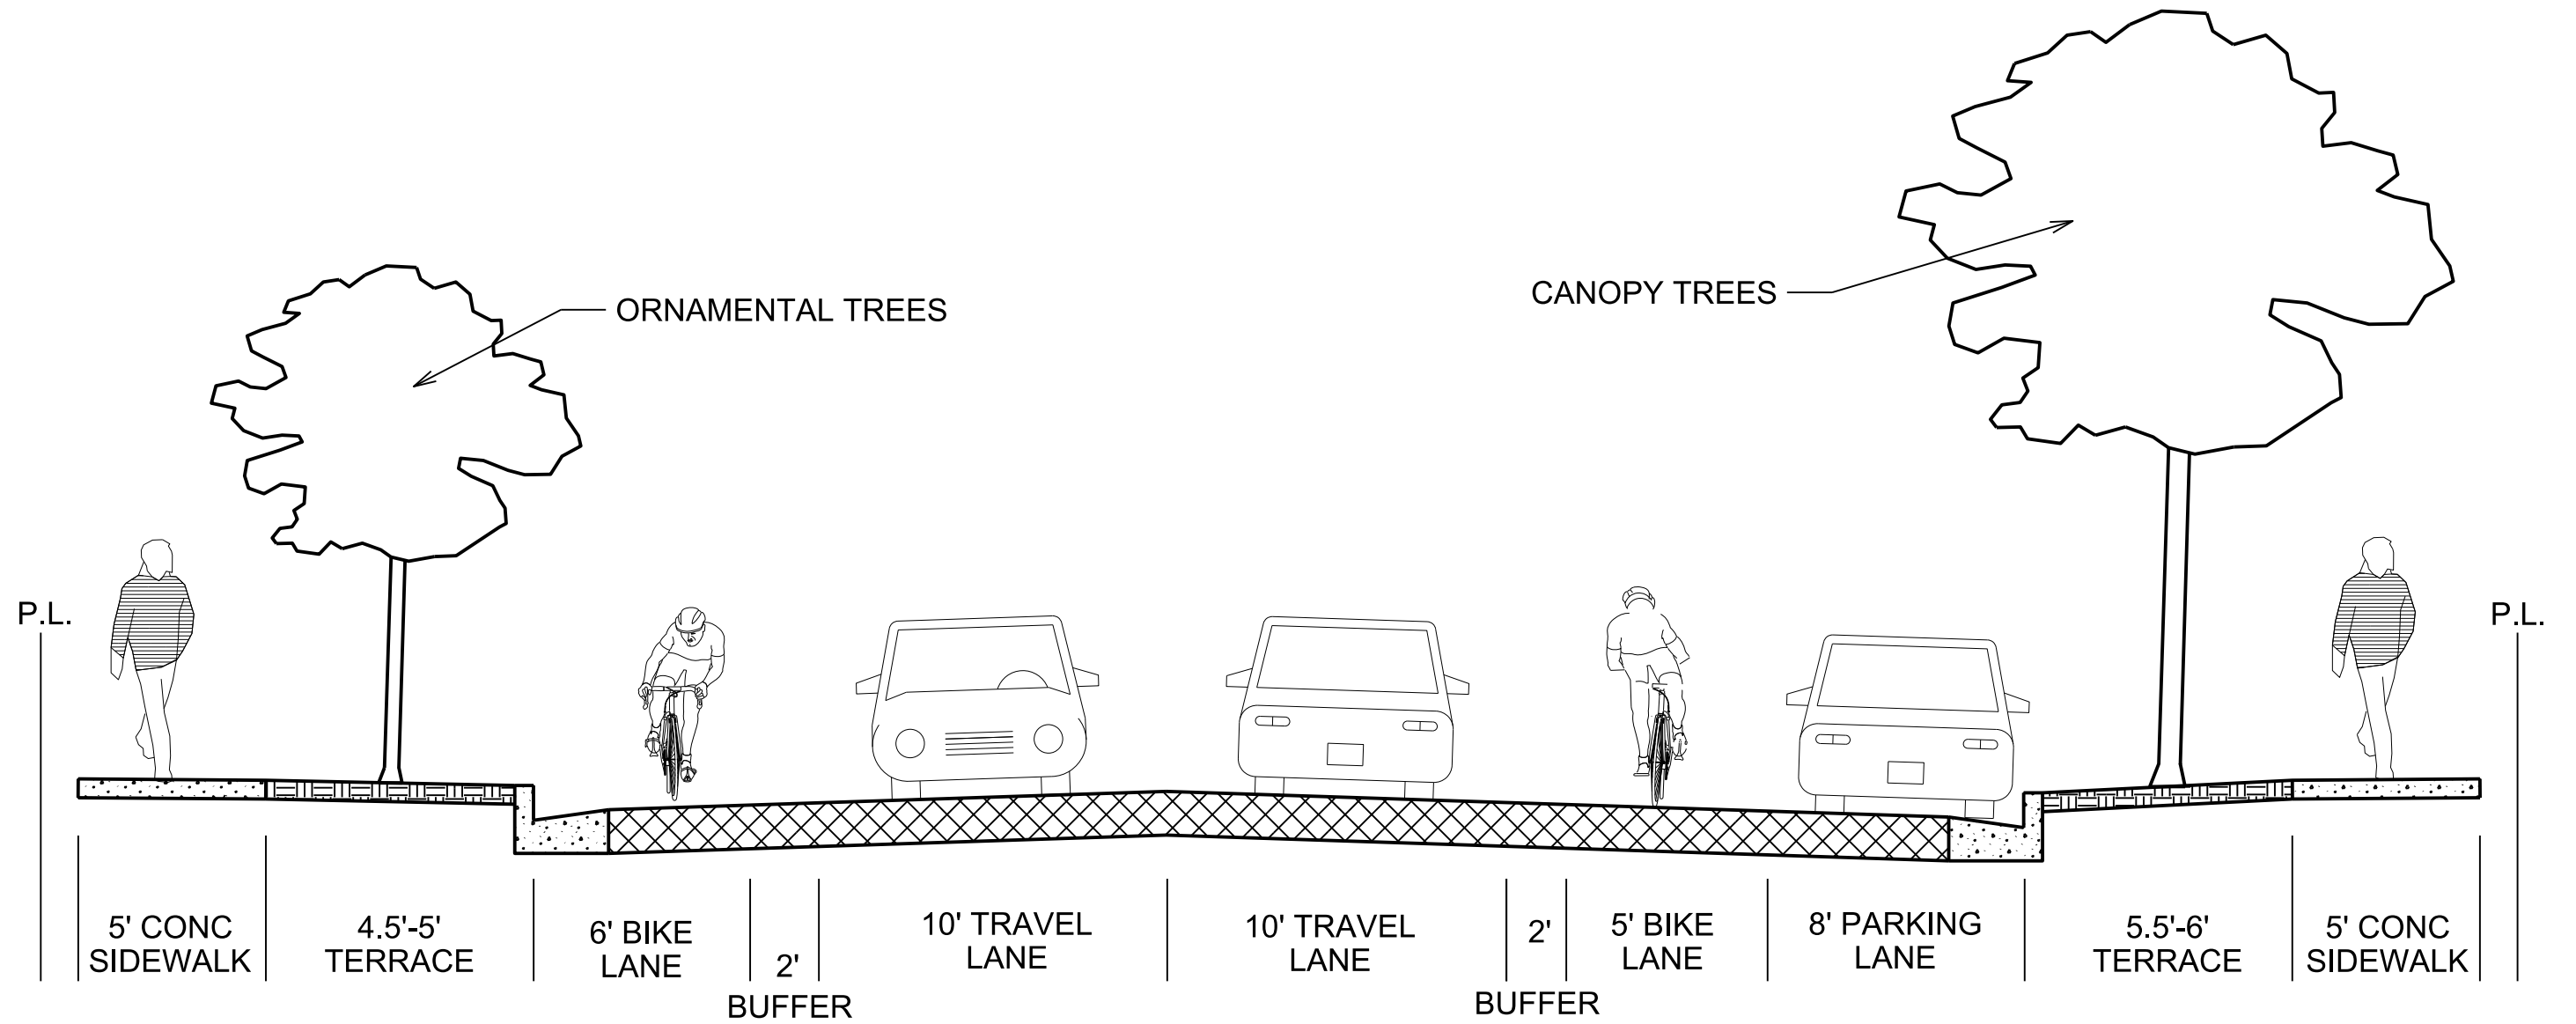 ORNAMENTAL TREES
CANOPY TREES
P.L.
P.L.
5' CONC
SIDEWALK
4.5'-5'
TERRACE
6' BIKE
LANE
2'
BUFFER
10' TRAVEL
LANE
10' TRAVEL
LANE
2'
BUFFER
5' BIKE
LANE
8' PARKING
LANE
5.5'-6'
TERRACE
5' CONC
SIDEWALK